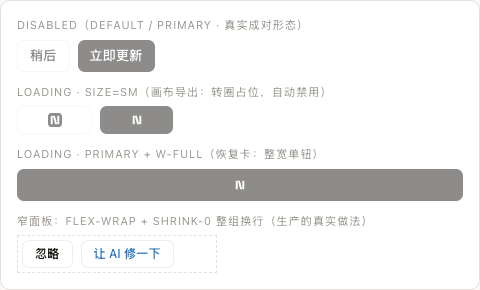 DISABLED（DEFAULT / PRIMARY · 真实成对形态）
稍后 立即更新
LOADING · SIZE=SM（画布导出：转圈占位，自动禁用）
N N
LOADING · PRIMARY + W-FULL（恢复卡：整宽单钮）
N
窄面板：FLEX-WRAP + SHRINK-0 整组换行（生产的真实做法）
忽略 让 AI 修一下